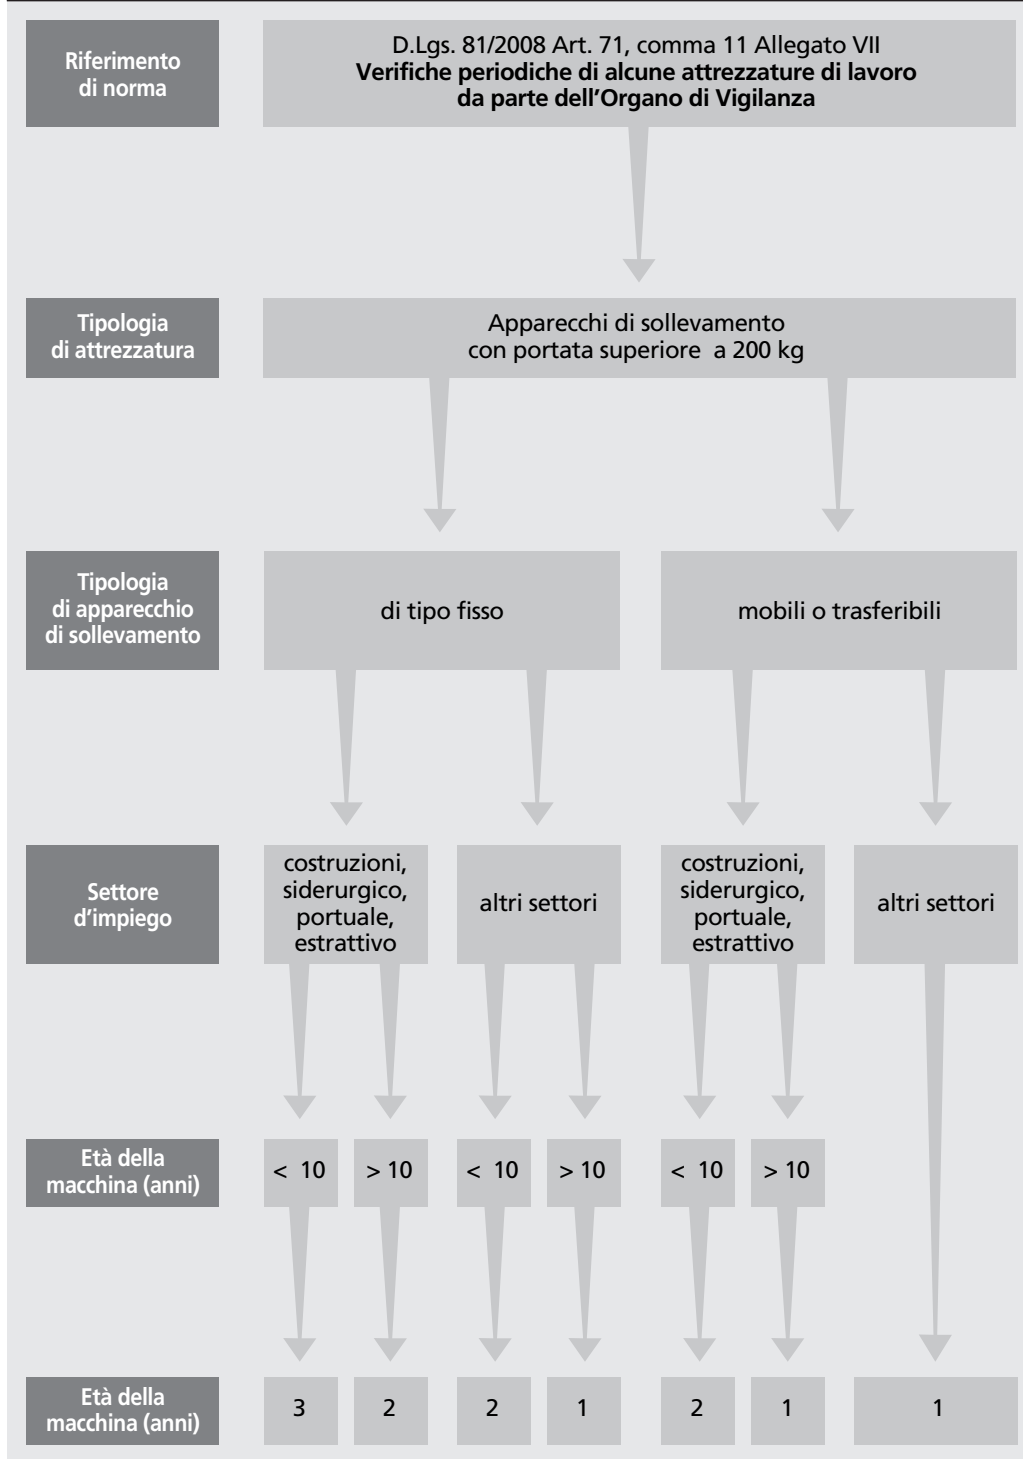 Riferimento
di norma
D.Lgs. 81/2008 Art. 71, comma 11 Allegato VII
Verifiche periodiche di alcune attrezzature di lavoro
da parte dell'Organo di Vigilanza
Tipologia
di attrezzatura
Apparecchi di sollevamento
con portata superiore a 200 kg
Tipologia
di apparecchio
di sollevamento
di tipo fisso
mobili o trasferibili
Settore
d'impiego
costruzioni,
siderurgico,
portuale,
estrattivo
altri settori
costruzioni,
siderurgico,
portuale,
estrattivo
altri settori
Età della
macchina (anni)
< 10
> 10
< 10
> 10
< 10
> 10
Età della
macchina (anni)
3
2
2
1
2
1
1